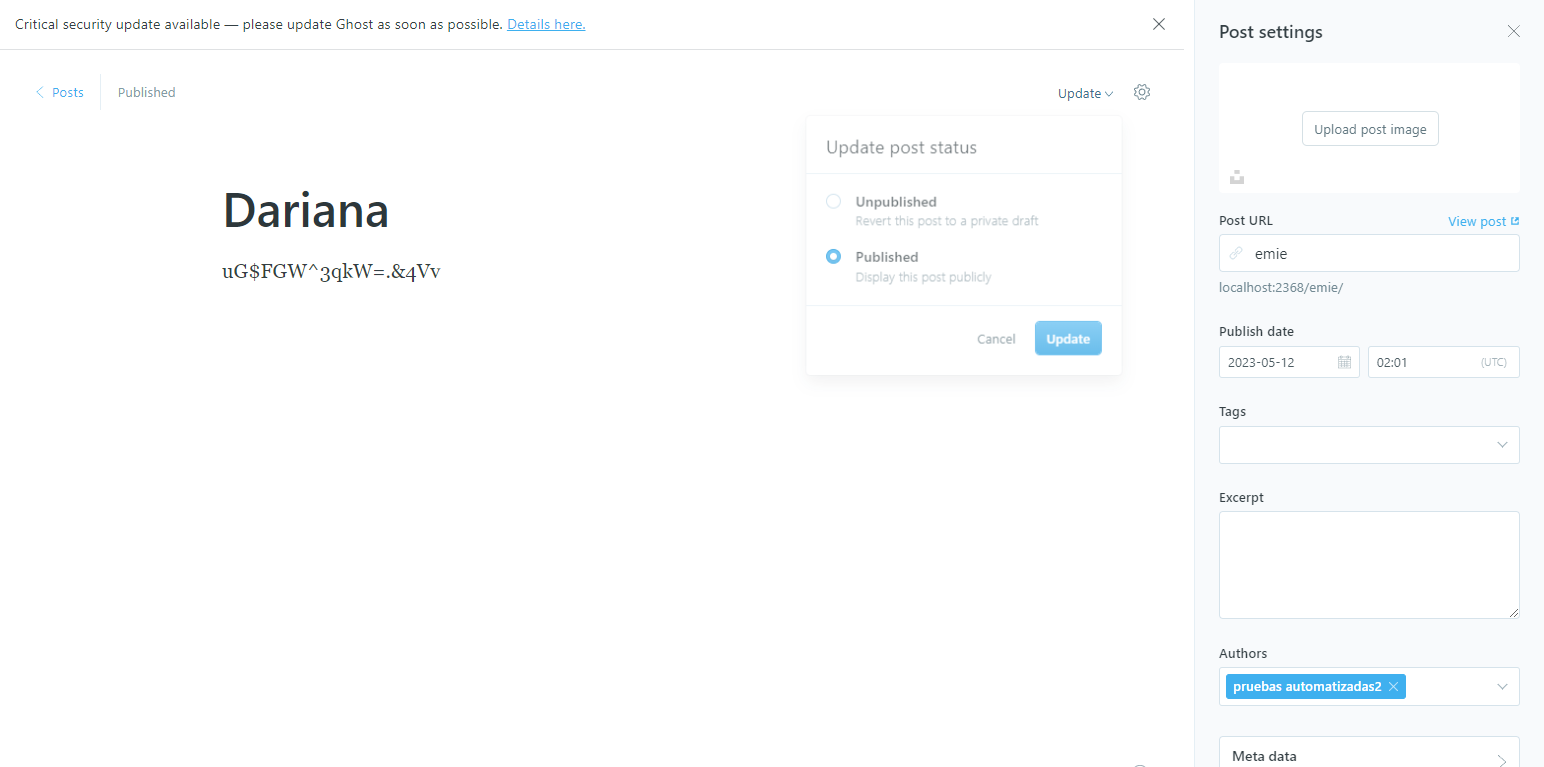 Critical security update available — please update Ghost as soon as possible. Details here.
Posts
Published
Update
Dariana
uG$FGW^3qkW=.&4Vv
Update post status
Unpublished
Revert this post to a private draft
Published
Display this post publicly
Cancel
Update
Post settings
Upload post image
Post URL
View post
emie
localhost:2368/emie/
Publish date
2023-05-12
02:01
(UTC)
Tags
Excerpt
Authors
pruebas automatizadas2
Meta data